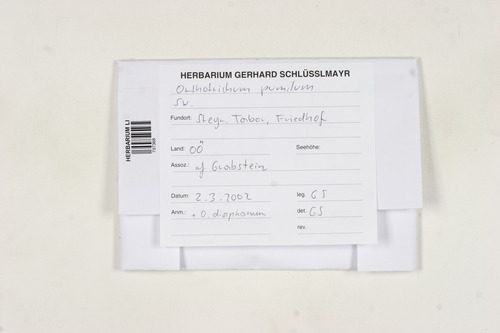 HERBARIUM GERHARD SCHLÜSSLMAYR
Orthotrichum pumilum
Sw.
Fundort: Steyr, Tabor, Friedhof
Land: OÖ Seehöhe:
Assoz.: auf Grabstein
Datum: 2.3.2002 leg. GS
Anm.: + O. diaphanum det. GS
rev.
HERBARIUM LI